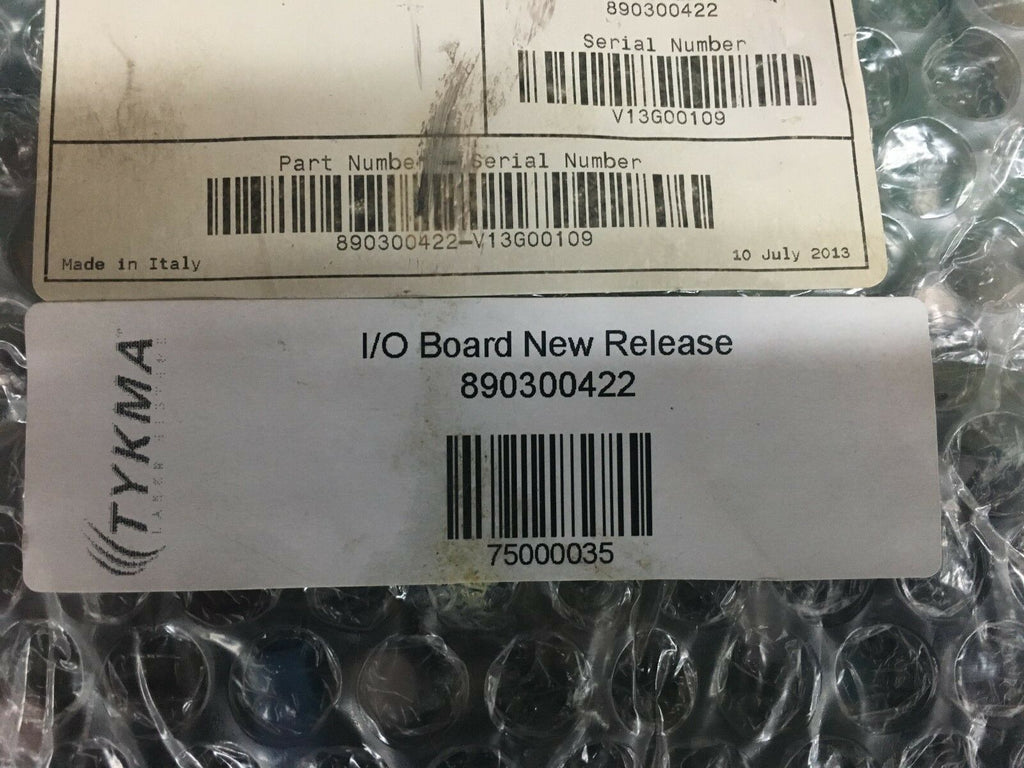 890300422
Serial Number
V13G00109
Part Number - Serial Number
890300422-V13G00109
Made in Italy
10 July 2013
I/O Board New Release
890300422
75000035
TYKMA